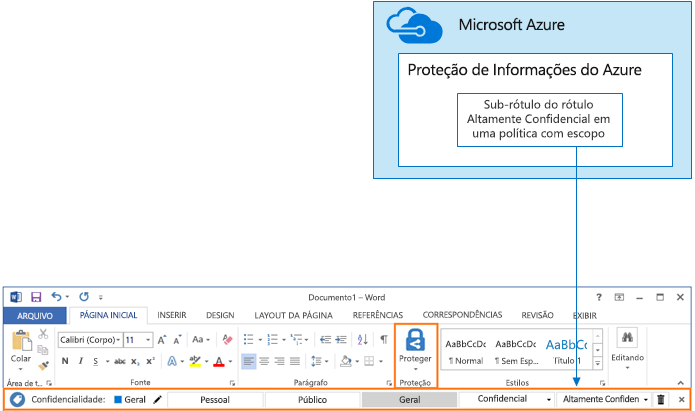 Microsoft Azure
Proteção de Informações do Azure
Sub-rótulo do rótulo
Altamente Confidencial em
uma política com escopo
Documento1 – Word
ARQUIVO PÁGINA INICIAL INSERIR DESIGN LAYOUT DA PÁGINA REFERÊNCIAS CORRESPONDÊNCIAS REVISÃO EXIBIR
Calibri (Corpo) 11 A A Aa A
Colar
N I S abc x₂ x² A aby A
Proteger
AaBbCcDc AaBbCcDc AaBbCc
¶ Normal ¶ Sem Esp... Título 1
Editando
Área de t... Fonte Parágrafo Proteção Estilos
Confidencialidade: Geral Pessoal Público Geral Confidencial Altamente Confiden